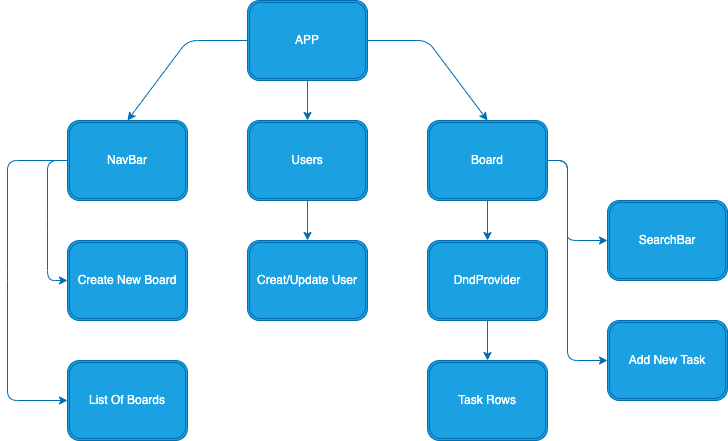 APP
NavBar
Users
Board
SearchBar
Create New Board
Creat/Update User
DndProvider
Add New Task
List Of Boards
Task Rows